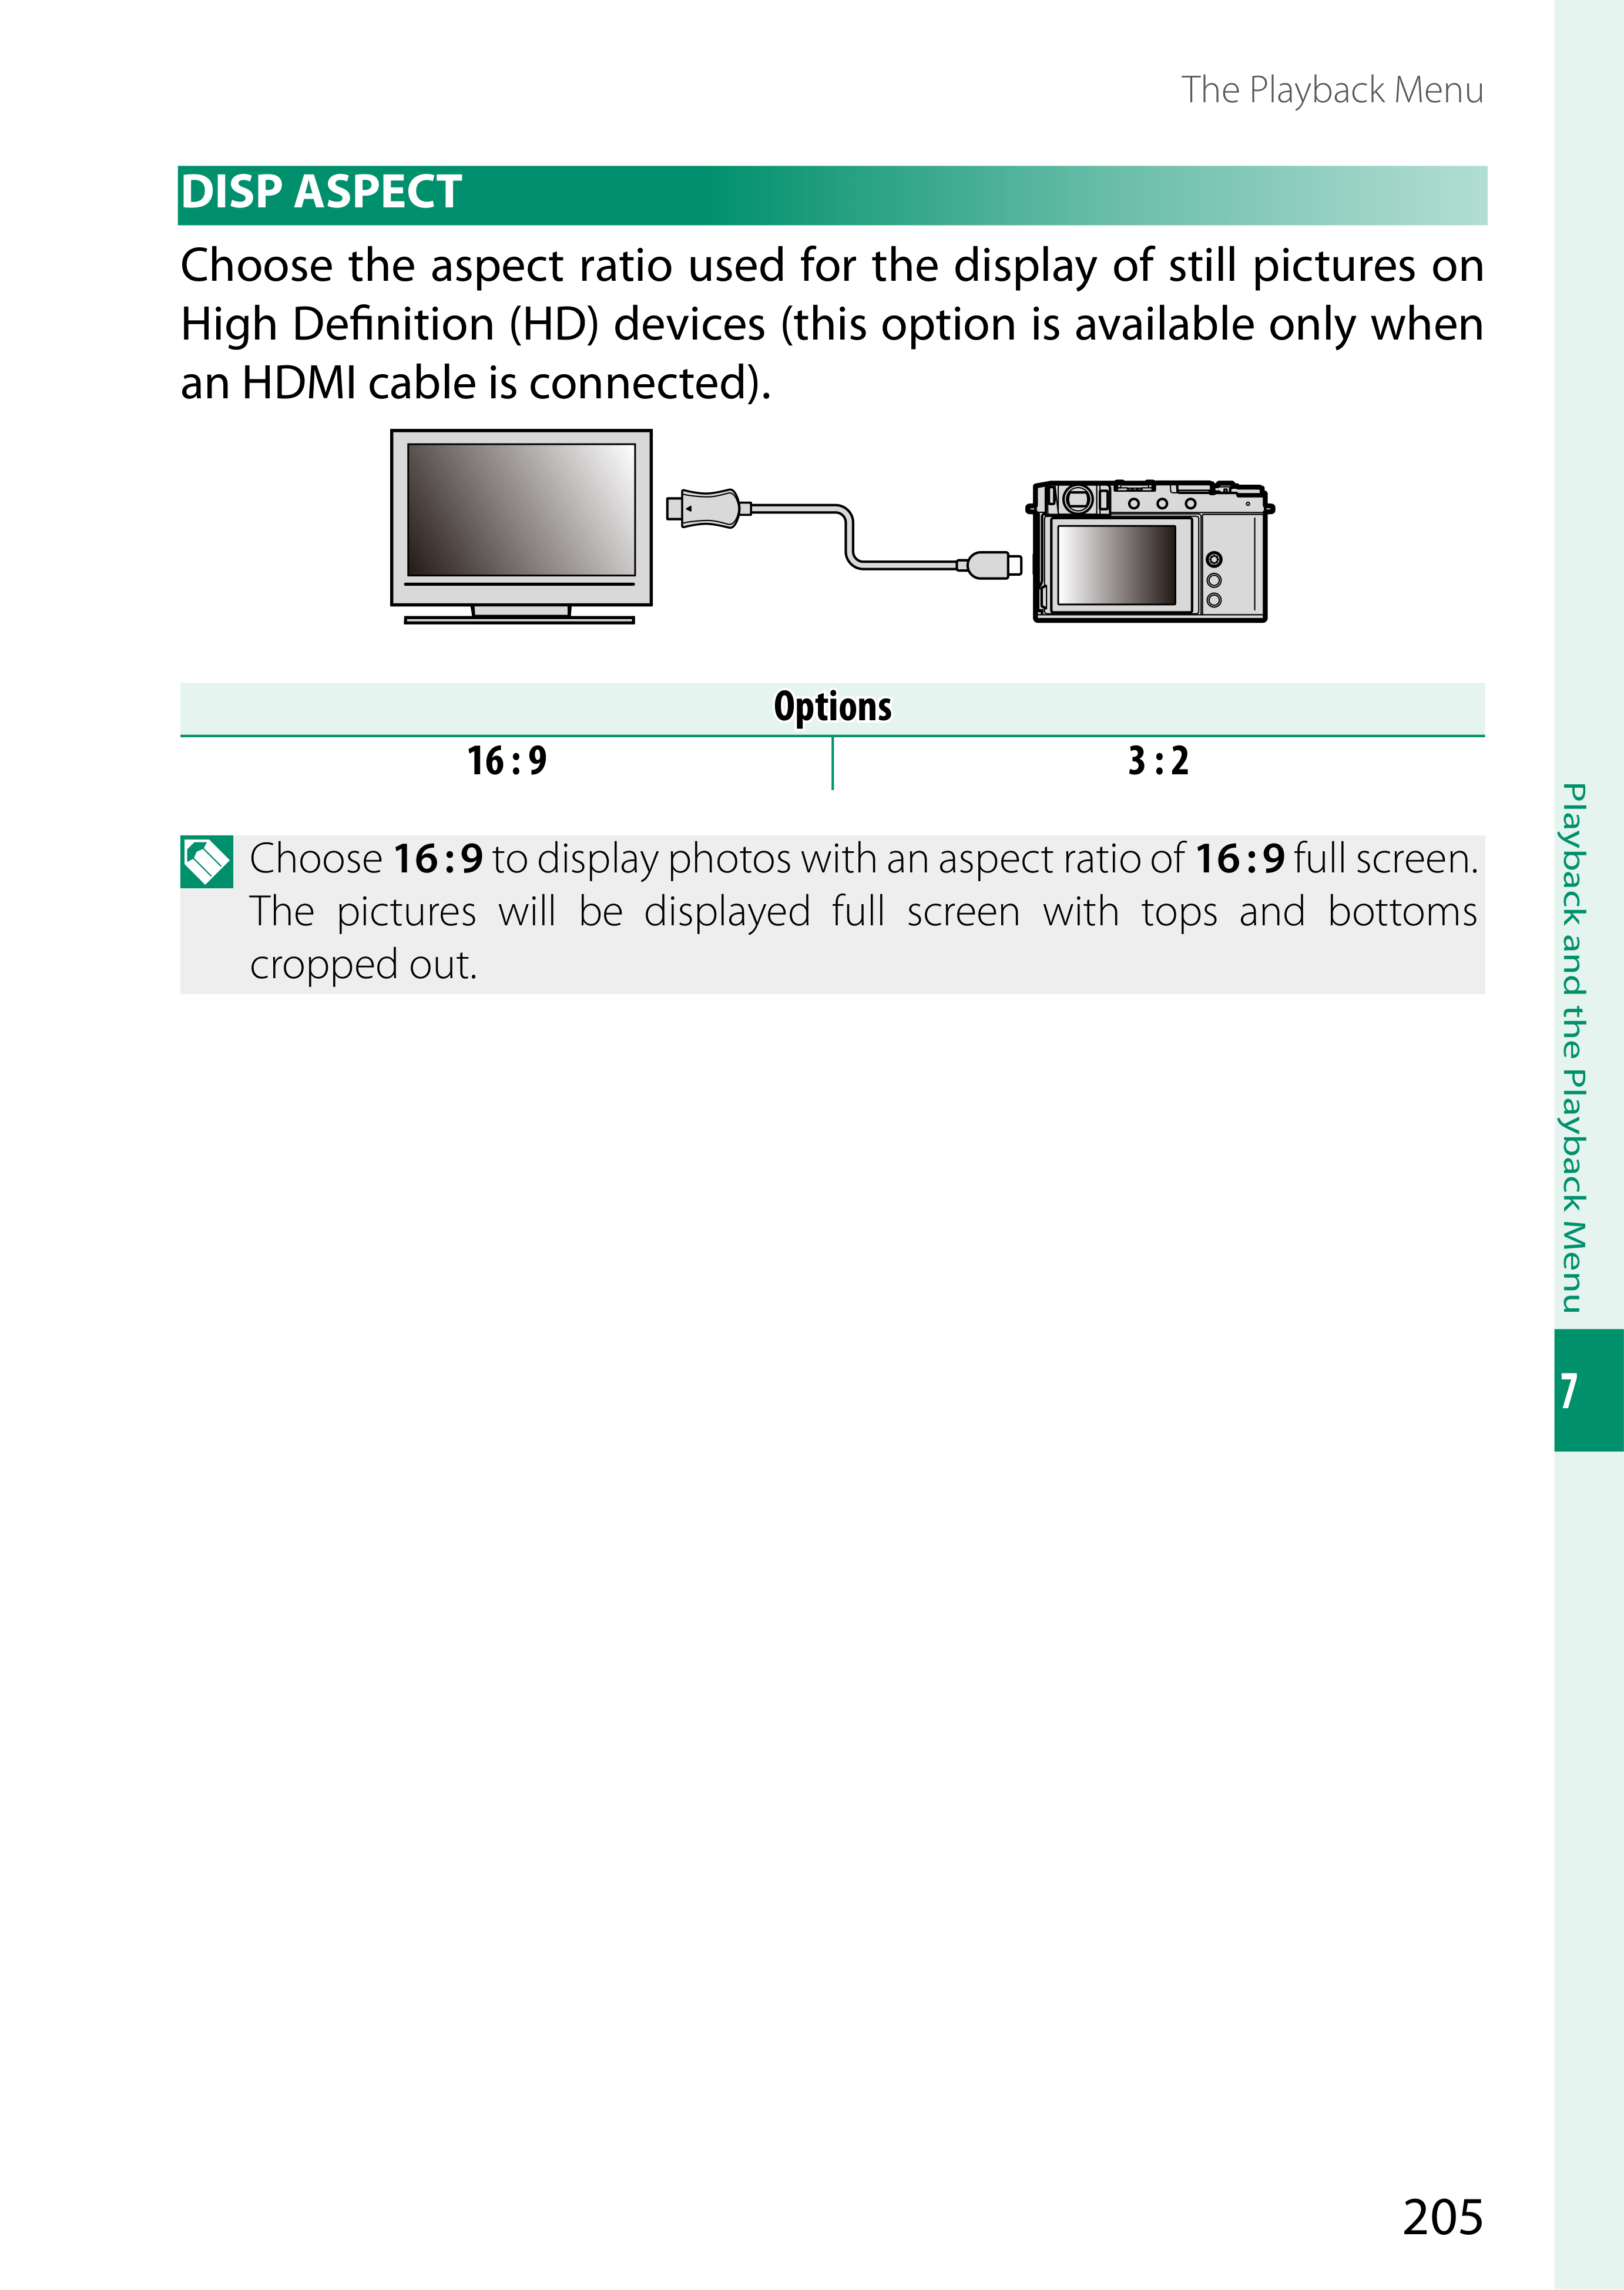 The Playback Menu
DISP ASPECT
Choose the aspect ratio used for the display of still pictures on
High Definition (HD) devices (this option is available only when
an HDMI cable is connected).
Options
16 : 9
3 : 2
Choose 16 : 9 to display photos with an aspect ratio of 16 : 9 full screen.
The pictures will be displayed full screen with tops and bottoms
cropped out.
Playback and the Playback Menu
7
205